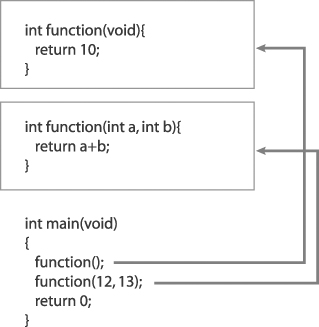 int function(void){
return 10;
}
int function(int a, int b){
return a+b;
}
int main(void)
{
function();
function(12, 13);
return 0;
}